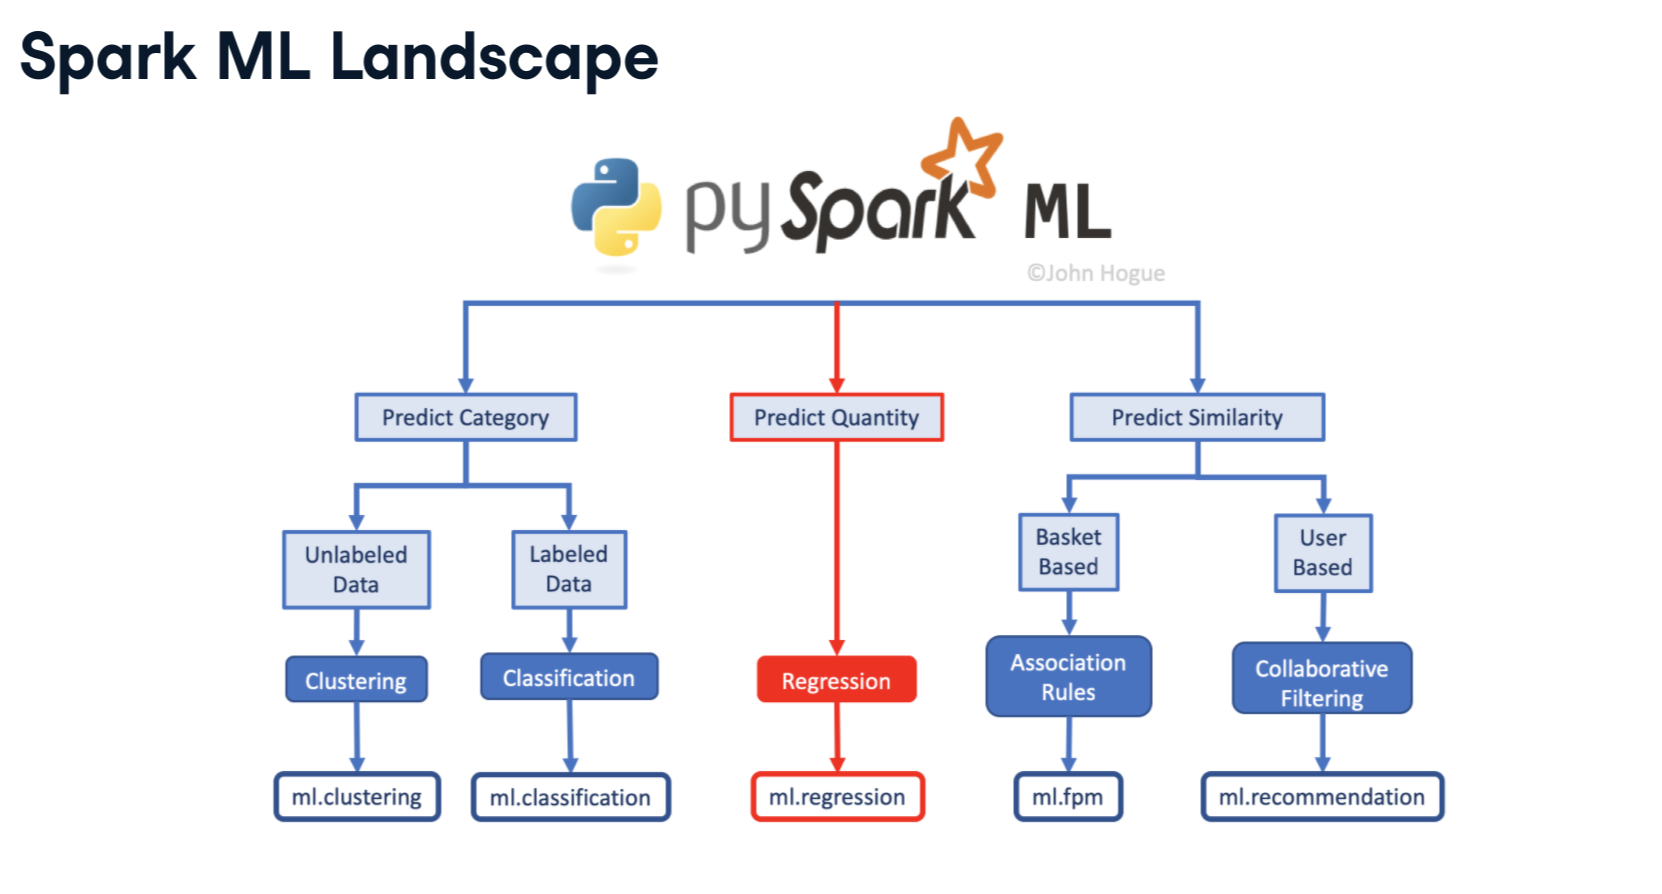 Spark ML Landscape
pySpark ML
©John Hogue
Predict Category
Predict Quantity
Predict Similarity
Unlabeled
Data
Labeled
Data
Basket
Based
User
Based
Clustering
Classification
Regression
Association
Rules
Collaborative
Filtering
ml.clustering
ml.classification
ml.regression
ml.fpm
ml.recommendation